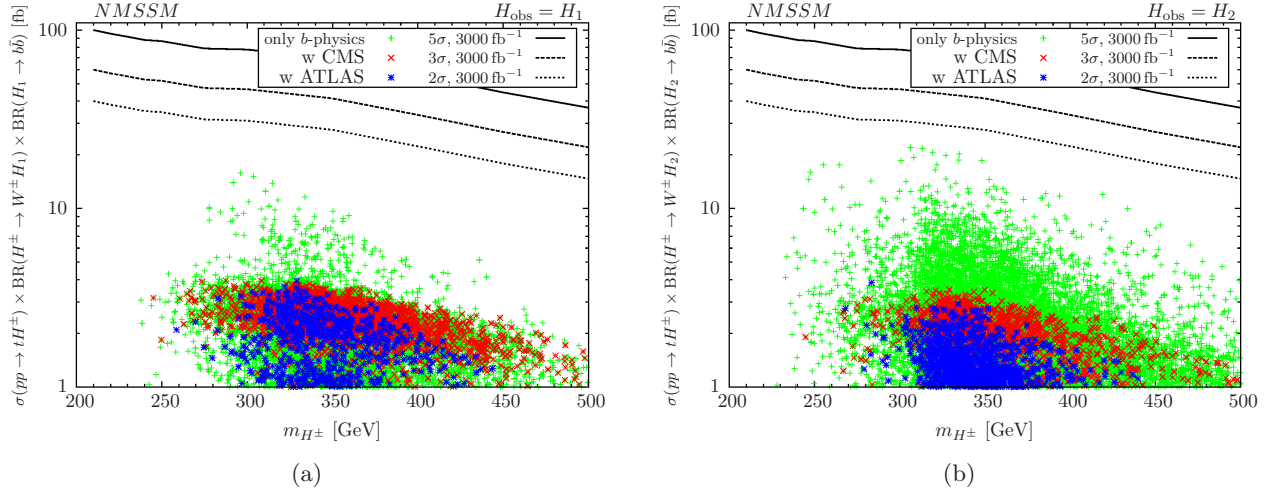 NMSSM H_obs = H_1
σ(pp → tH^±) × BR(H^± → W^± H_1) × BR(H_1 → bb̄) [fb]
100
10
1
only b-physics 5σ, 3000 fb^−1
w CMS 3σ, 3000 fb^−1
w ATLAS 2σ, 3000 fb^−1
200 250 300 350 400 450 500
m_H^± [GeV]
(a)
NMSSM H_obs = H_2
σ(pp → tH^±) × BR(H^± → W^± H_2) × BR(H_2 → bb̄) [fb]
100
10
1
only b-physics 5σ, 3000 fb^−1
w CMS 3σ, 3000 fb^−1
w ATLAS 2σ, 3000 fb^−1
200 250 300 350 400 450 500
m_H^± [GeV]
(b)